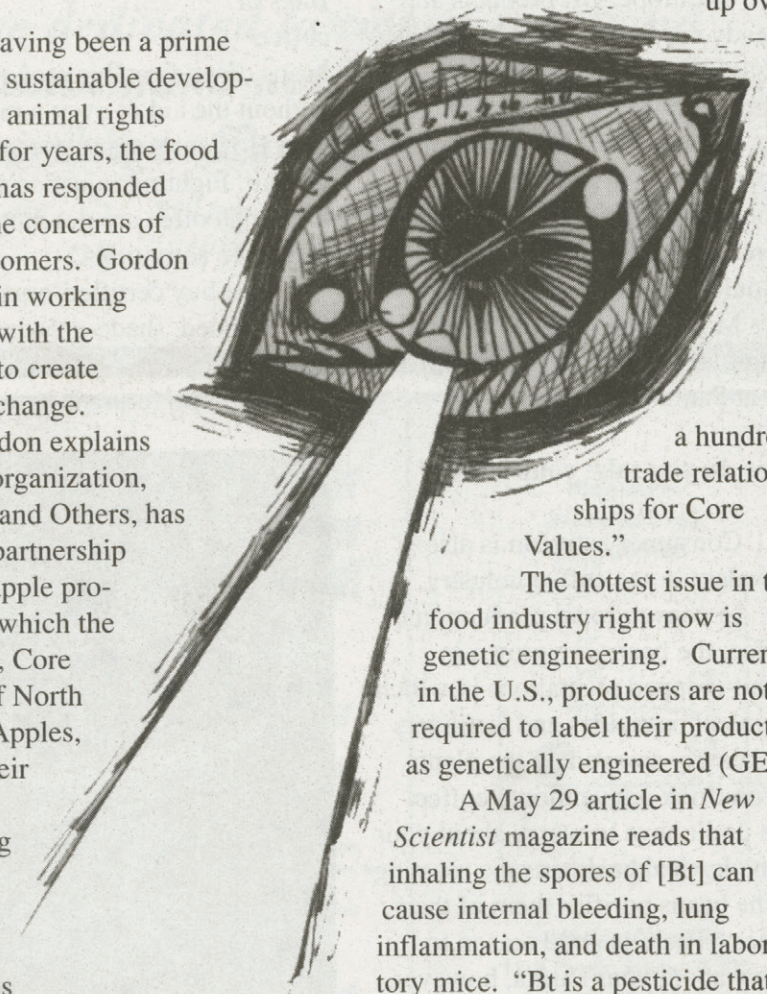 aving been a prime
sustainable develop-
animal rights
for years, the food
has responded
e concerns of
omers. Gordon
in working
with the
to create
change.
don explains
organization,
and Others, has
partnership
pple pro-
which the
, Core
f North
Apples,
eir
g
s
up ov
a hundre
trade relatio
ships for Core
Values.”
The hottest issue in t
food industry right now is
genetic engineering. Curren
in the U.S., producers are not
required to label their product
as genetically engineered (GE
A May 29 article in New
Scientist magazine reads that
inhaling the spores of [Bt] can
cause internal bleeding, lung
inflammation, and death in labor
tory mice. “Bt is a pesticide that